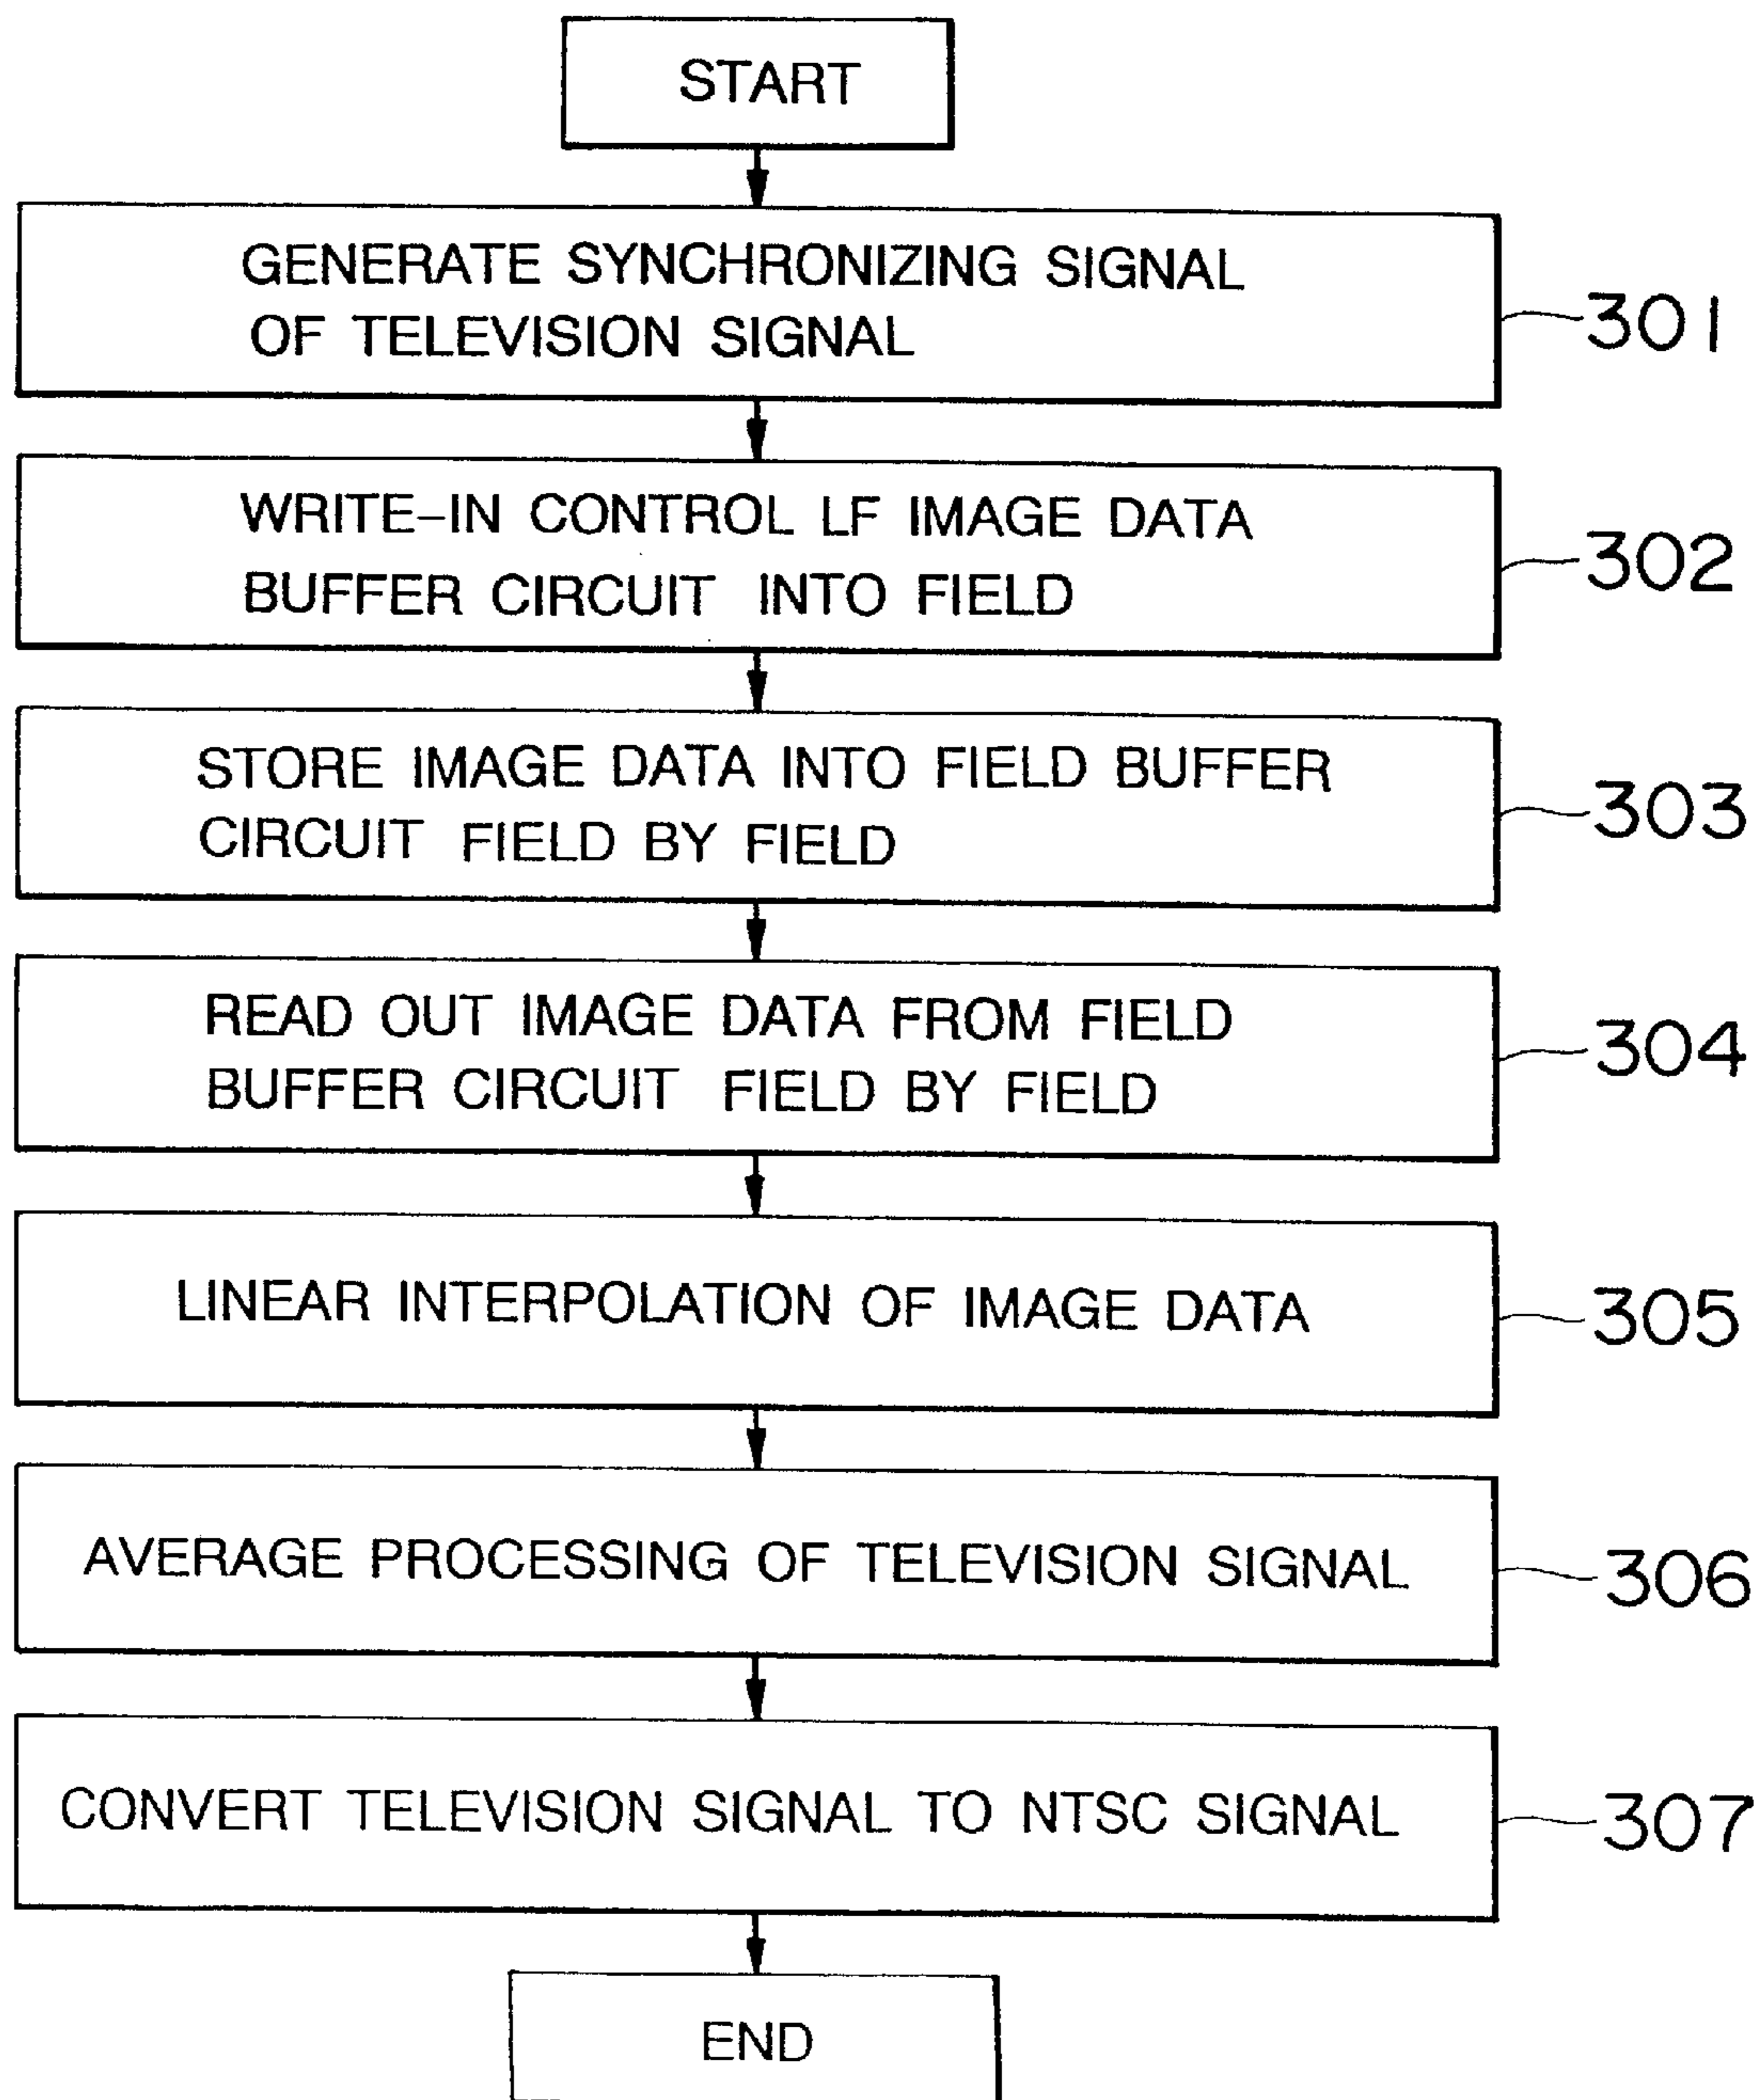 START
GENERATE SYNCHRONIZING SIGNAL
OF TELEVISION SIGNAL
301
WRITE-IN CONTROL LF IMAGE DATA
BUFFER CIRCUIT INTO FIELD
302
STORE IMAGE DATA INTO FIELD BUFFER
CIRCUIT FIELD BY FIELD
303
READ OUT IMAGE DATA FROM FIELD
BUFFER CIRCUIT FIELD BY FIELD
304
LINEAR INTERPOLATION OF IMAGE DATA
305
AVERAGE PROCESSING OF TELEVISION SIGNAL
306
CONVERT TELEVISION SIGNAL TO NTSC SIGNAL
307
END